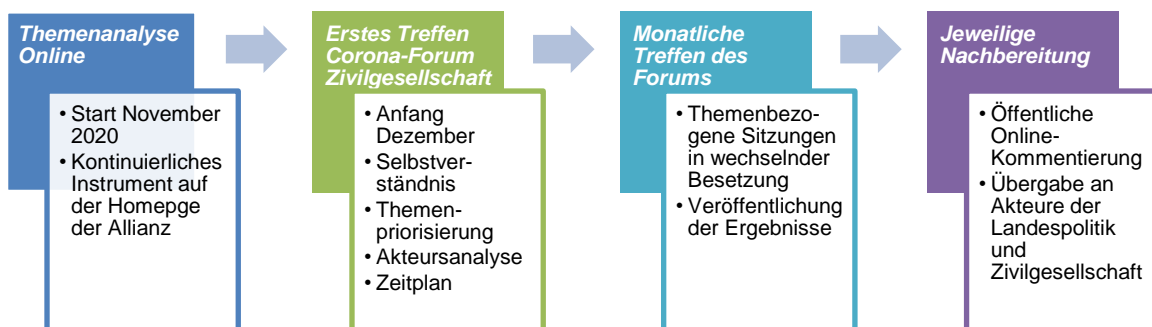 Themenanalyse
Online
• Start November
2020
• Kontinuierliches
Instrument auf
der Homepge
der Allianz
Erstes Treffen
Corona-Forum
Zivilgesellschaft
• Anfang
Dezember
• Selbstver-
ständnis
• Themen-
priorisierung
• Akteursanalyse
• Zeitplan
Monatliche
Treffen des
Forums
• Themenbezo-
gene Sitzungen
in wechselnder
Besetzung
• Veröffentlichung
der Ergebnisse
Jeweilige
Nachbereitung
• Öffentliche
Online-
Kommentierung
• Übergabe an
Akteure der
Landespolitik
und
Zivilgesellschaft